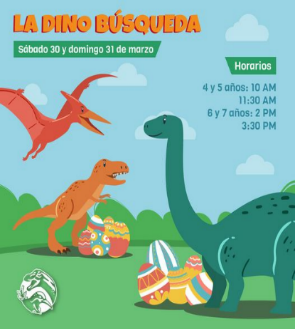 LA DINO BÚSQUEDA
Sábado 30 y domingo 31 de marzo
Horarios
4 y 5 años: 10 AM
11:30 AM
6 y 7 años: 2 PM
3:30 PM